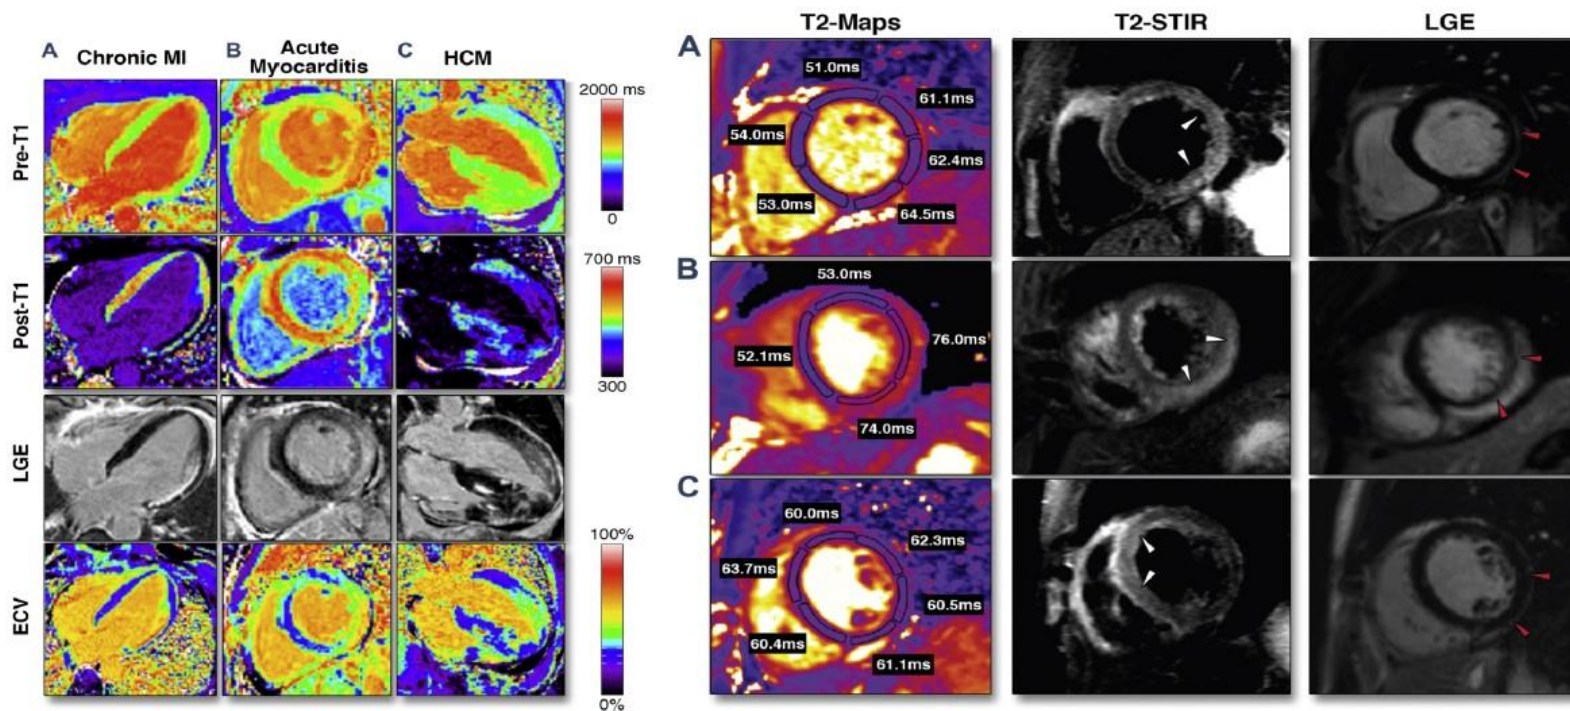 A Chronic MI
B Acute Myocarditis
C HCM
Pre-T1
2000 ms
0
Post-T1
700 ms
300
LGE
ECV
100%
0%
T2-Maps
T2-STIR
LGE
A
51.0ms
61.1ms
54.0ms
62.4ms
53.0ms
64.5ms
B
53.0ms
76.0ms
52.1ms
74.0ms
C
60.0ms
62.3ms
63.7ms
60.5ms
60.4ms
61.1ms